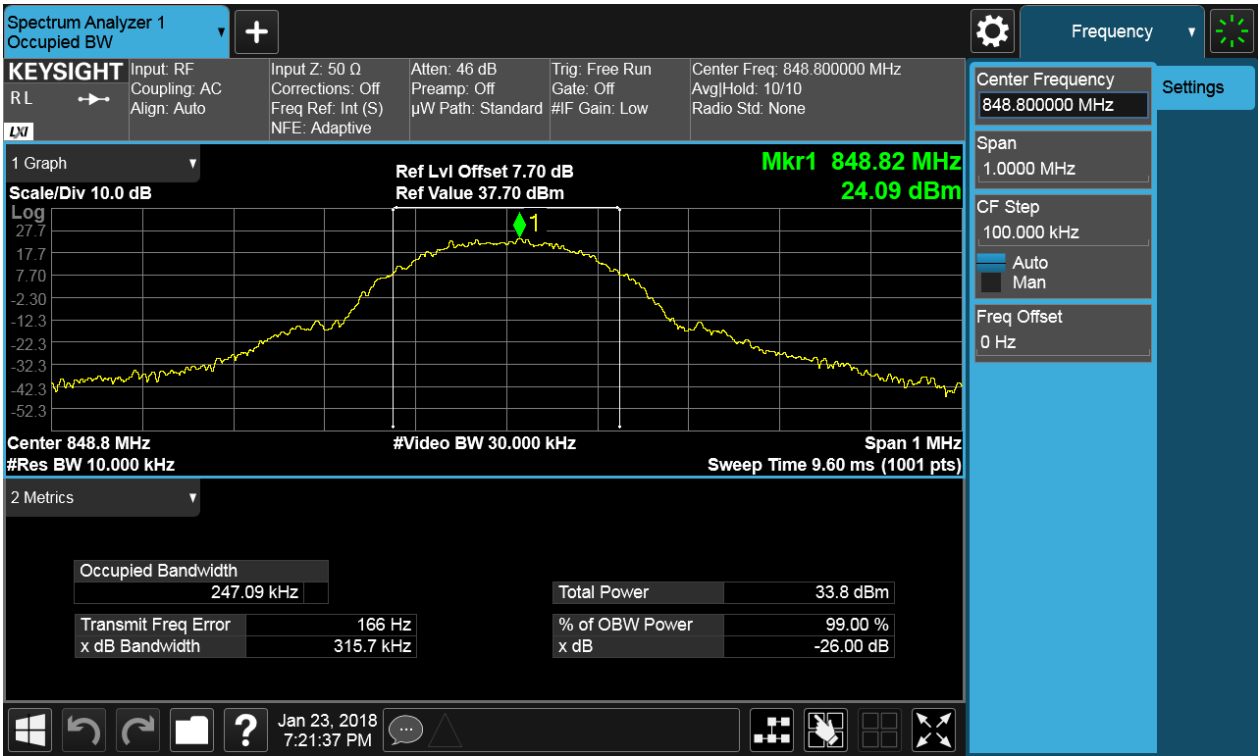 Spectrum Analyzer 1
Occupied BW
+
Frequency
KEYSIGHT
RL
LXI
Input: RF
Coupling: AC
Align: Auto
Input Z: 50 Ω
Corrections: Off
Freq Ref: Int (S)
NFE: Adaptive
Atten: 46 dB
Preamp: Off
µW Path: Standard
Trig: Free Run
Gate: Off
#IF Gain: Low
Center Freq: 848.800000 MHz
Avg|Hold: 10/10
Radio Std: None
Center Frequency
848.800000 MHz
Settings
Span
1.0000 MHz
CF Step
100.000 kHz
Auto
Man
Freq Offset
0 Hz
1 Graph
Scale/Div 10.0 dB
Ref Lvl Offset 7.70 dB
Ref Value 37.70 dBm
Mkr1 848.82 MHz
24.09 dBm
Log
27.7
17.7
7.70
-2.30
-12.3
-22.3
-32.3
-42.3
-52.3
1
Center 848.8 MHz
#Video BW 30.000 kHz
Span 1 MHz
#Res BW 10.000 kHz
Sweep Time 9.60 ms (1001 pts)
2 Metrics
Occupied Bandwidth
247.09 kHz
Total Power 33.8 dBm
Transmit Freq Error 166 Hz
% of OBW Power 99.00 %
x dB Bandwidth 315.7 kHz
x dB -26.00 dB
?
Jan 23, 2018
7:21:37 PM